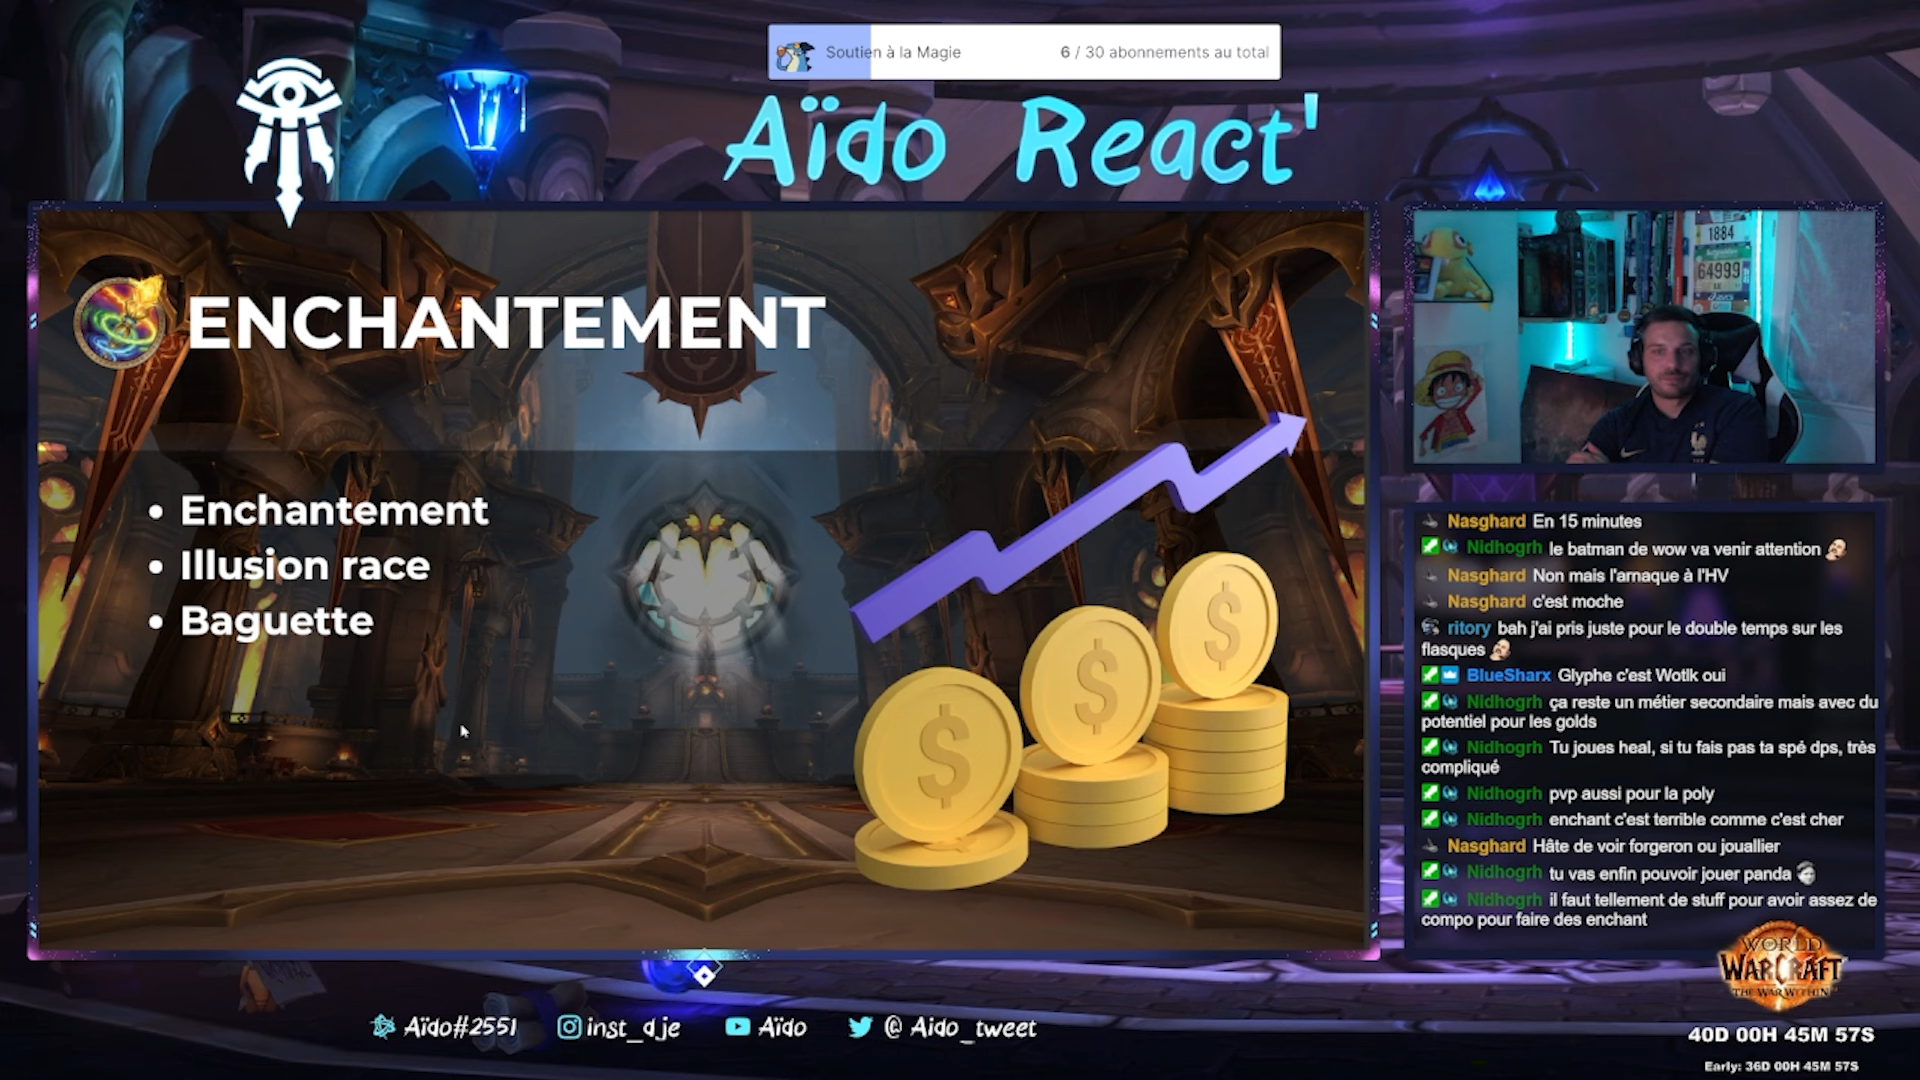 Soutien à la Magie 6 / 30 abonnements au total
Aïdo React'
ENCHANTEMENT
• Enchantement
• Illusion race
• Baguette
1884
64999
Nasghard En 15 minutes
Nidhogrh le batman de wow va venir attention
Nasghard Non mais l'arnaque à l'HV
Nasghard c'est moche
ritory bah j'ai pris juste pour le double temps sur les
flasques
BlueSharx Glyphe c'est Wotlk oui
Nidhogrh ça reste un métier secondaire mais avec du
potentiel pour les golds
Nidhogrh Tu joues heal, si tu fais pas ta spé dps, très
compliqué
Nidhogrh pvp aussi pour la poly
Nidhogrh enchant c'est terrible comme c'est cher
Nasghard Hâte de voir forgeron ou jouallier
Nidhogrh tu vas enfin pouvoir jouer panda
Nidhogrh il faut tellement de stuff pour avoir assez de
compo pour faire des enchant
WORLD
WARCRAFT
THE WAR WITHIN
Aïdo#2551 inst_dje Aïdo @ Aido_tweet
40D 00H 45M 57S
Early: 36D 00H 45M 57S